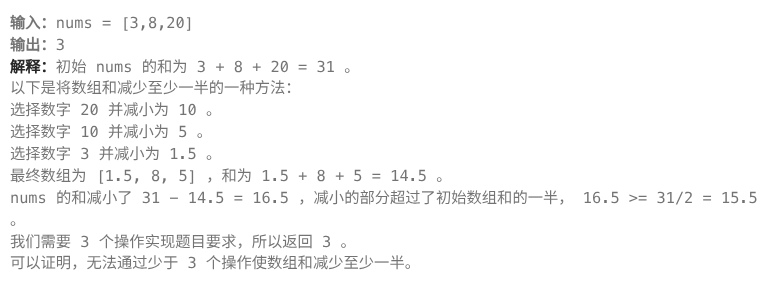 输入：nums = [3,8,20]
输出：3
解释：初始 nums 的和为 3 + 8 + 20 = 31 。
以下是将数组和减少至少一半的一种方法：
选择数字 20 并减小为 10 。
选择数字 10 并减小为 5 。
选择数字 3 并减小为 1.5 。
最终数组为 [1.5, 8, 5] ，和为 1.5 + 8 + 5 = 14.5 。
nums 的和减小了 31 - 14.5 = 16.5 ，减小的部分超过了初始数组和的一半， 16.5 >= 31/2 = 15.5
。
我们需要 3 个操作实现题目要求，所以返回 3 。
可以证明，无法通过少于 3 个操作使数组和减少至少一半。